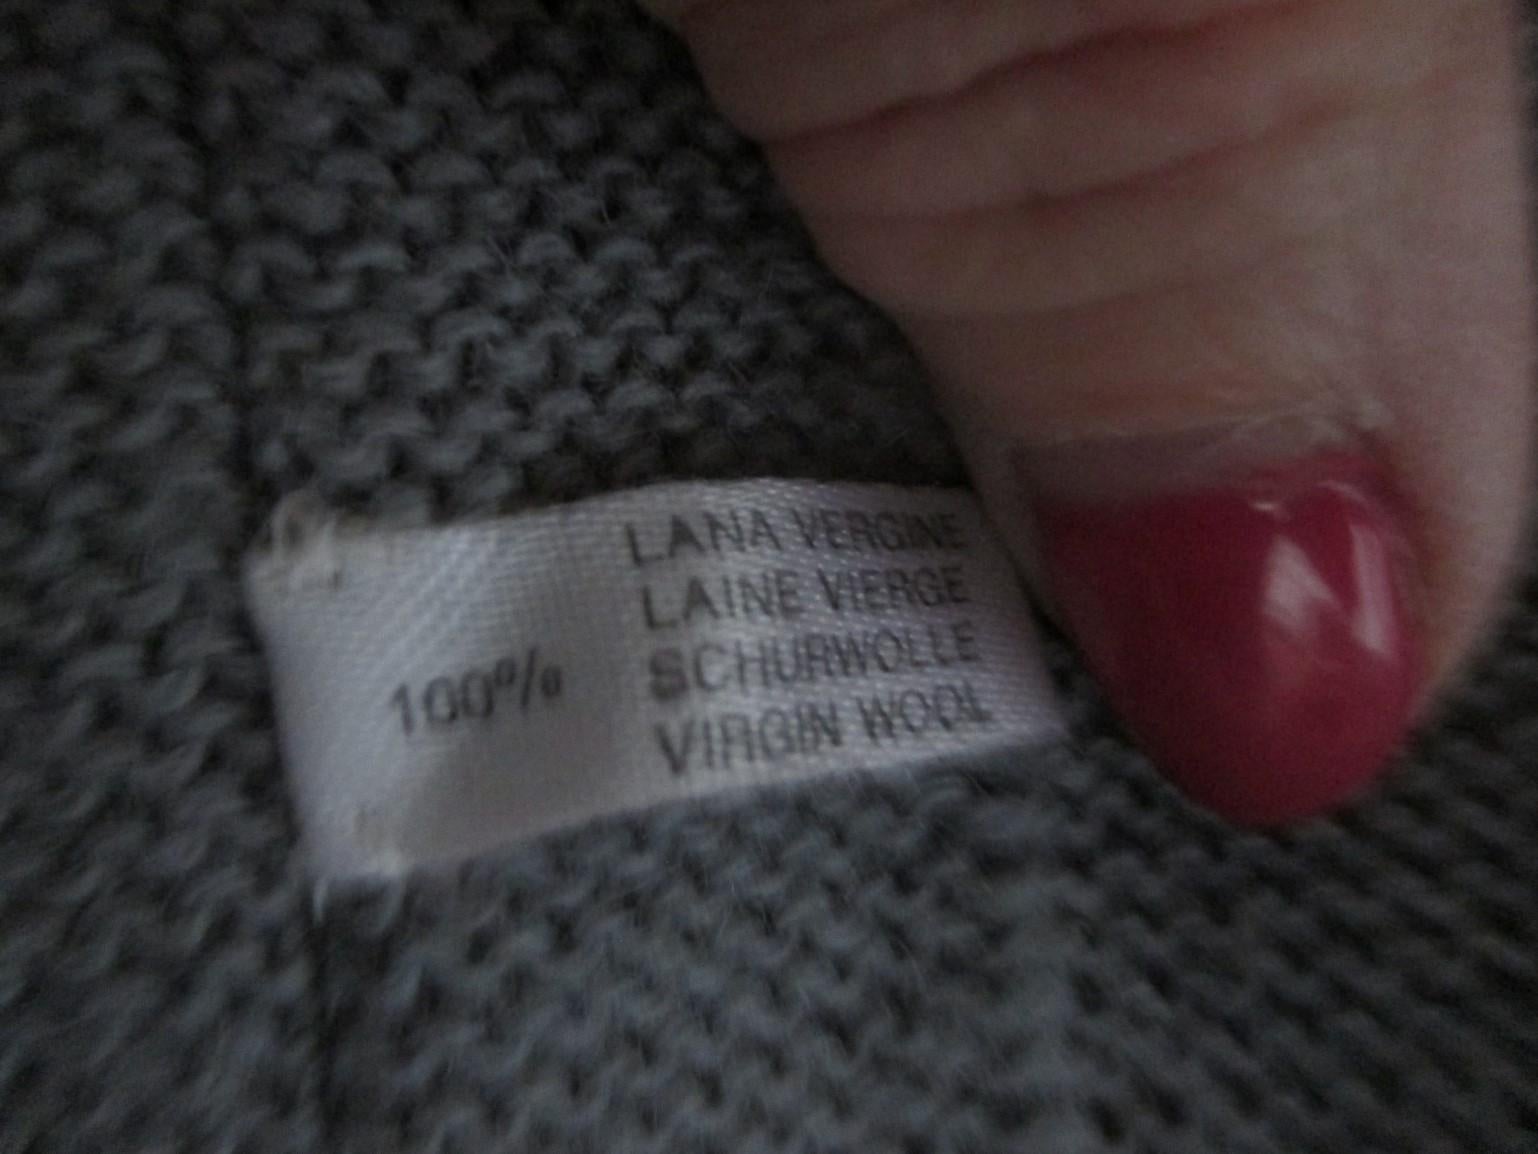 100%
LANA VERGINE
LAINE VIERGE
SCHURWOLLE
VIRGIN WOOL